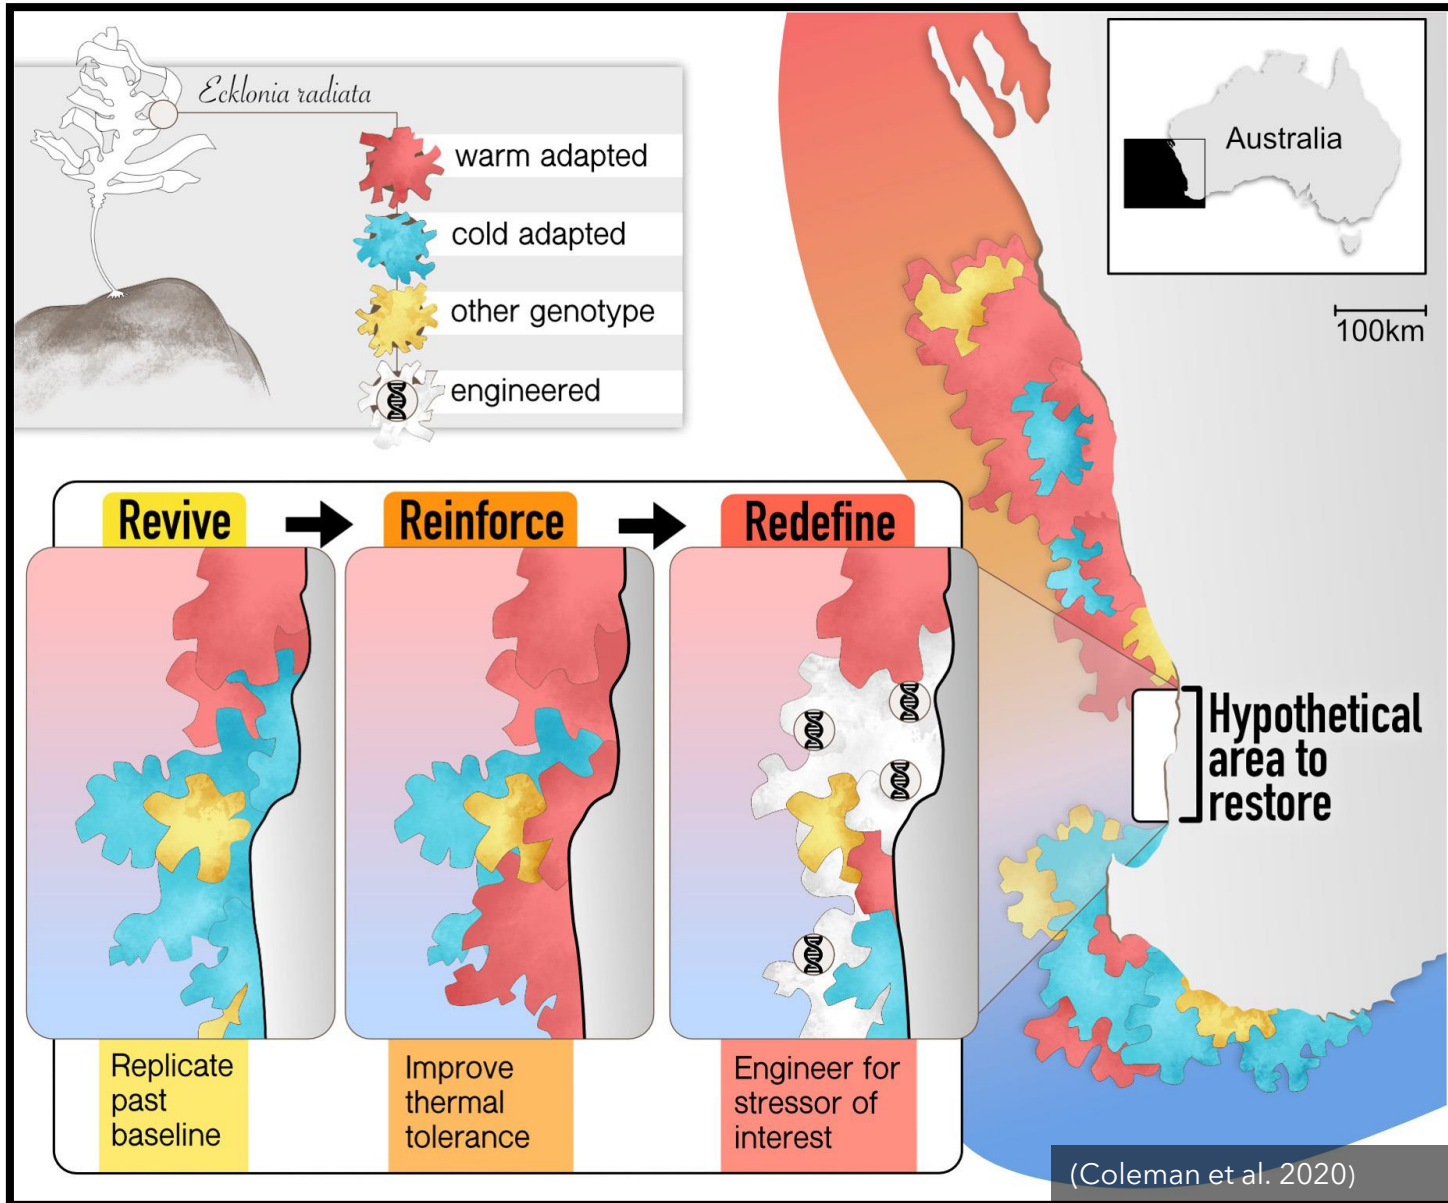 Ecklonia radiata
warm adapted
cold adapted
other genotype
engineered
Australia
100km
Revive
Reinforce
Redefine
Hypothetical
area to
restore
Replicate
past
baseline
Improve
thermal
tolerance
Engineer for
stressor of
interest
(Coleman et al. 2020)